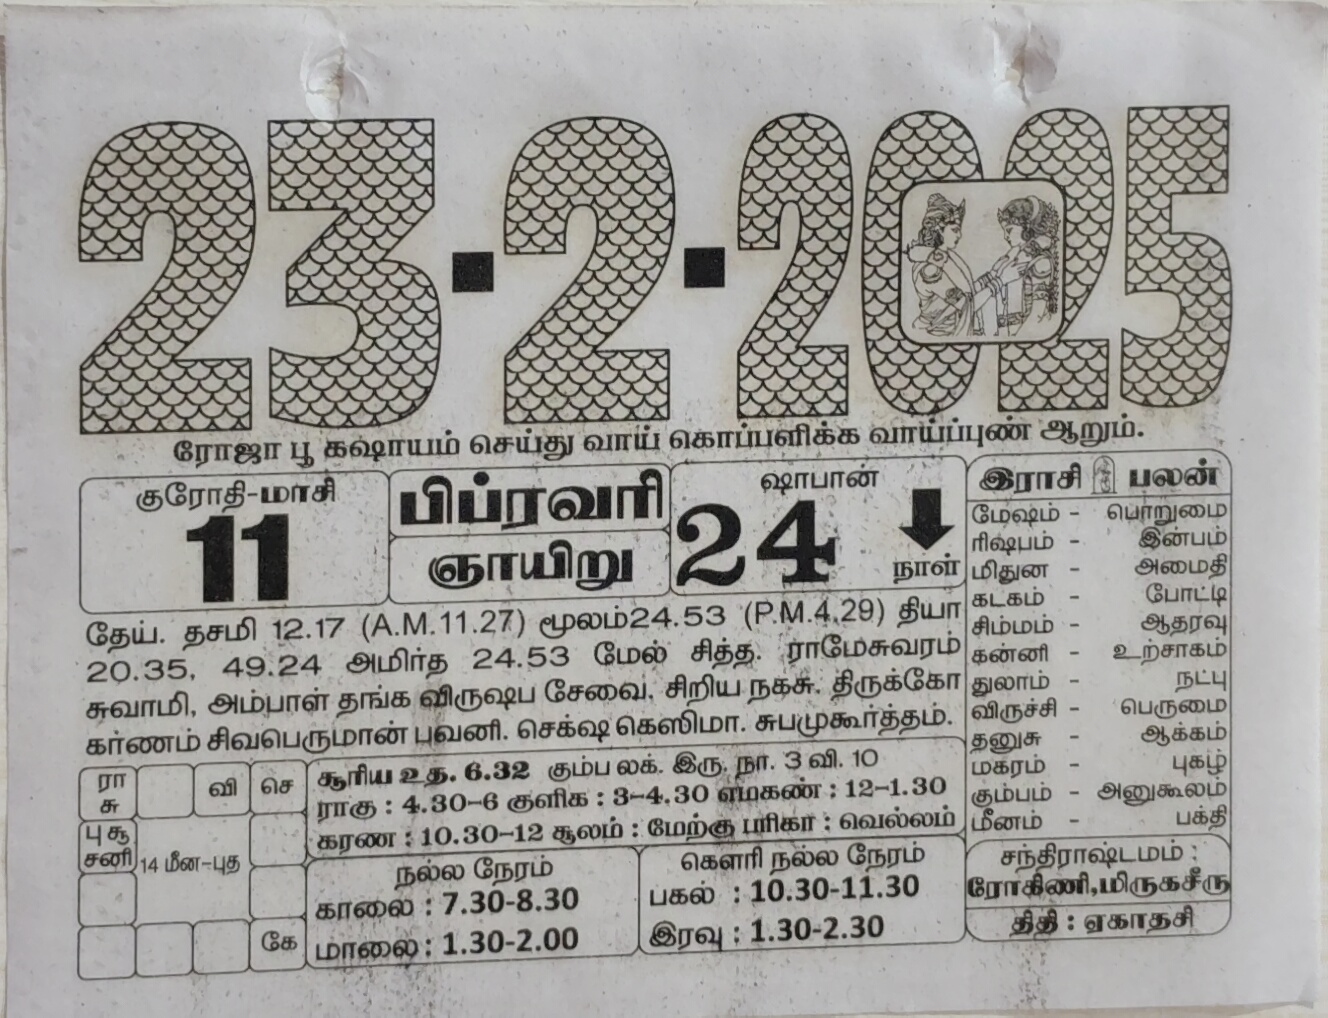 23-2-2025
ரோஜா பூ கஷாயம் செய்து வாய் கொப்பளிக்க வாய்ப்புண் ஆறும்.
குரோதி-மாசி
11
பிப்ரவரி
ஞாயிறு
ஷாபான்
24
நாள்
தேய். தசமி 12.17 (A.M.11.27) மூலம்24.53 (P.M.4.29) தியா
20.35, 49.24 அமிர்த 24.53 மேல் சித்த. ராமேசுவரம்
சுவாமி, அம்பாள் தங்க விருஷப சேவை. சிறிய நகசு. திருக்கோ
கர்ணம் சிவபெருமான் பவனி. செக்ஷ கெஸிமா. சுபமுகூர்த்தம்.
ரா
சு
வி
செ
பு சூ
சனி
14 மீன-புத
கே
சூரிய உத. 6.32 கும்ப லக். இரு. நா. 3 வி. 10
ராகு : 4.30-6 குளிக : 3-4.30 எமகண் : 12-1.30
கரண : 10.30-12 சூலம் : மேற்கு பரிகா : வெல்லம்
நல்ல நேரம்
காலை : 7.30-8.30
மாலை : 1.30-2.00
கௌரி நல்ல நேரம்
பகல் : 10.30-11.30
இரவு : 1.30-2.30
இராசி பலன்
மேஷம் - பொறுமை
ரிஷபம் - இன்பம்
மிதுன - அமைதி
கடகம் - போட்டி
சிம்மம் - ஆதரவு
கன்னி - உற்சாகம்
துலாம் - நட்பு
விருச்சி - பெருமை
தனுசு - ஆக்கம்
மகரம் - புகழ்
கும்பம் - அனுகூலம்
மீனம் - பக்தி
சந்திராஷ்டமம் :
ரோகிணி,மிருகசீரு
திதி : ஏகாதசி